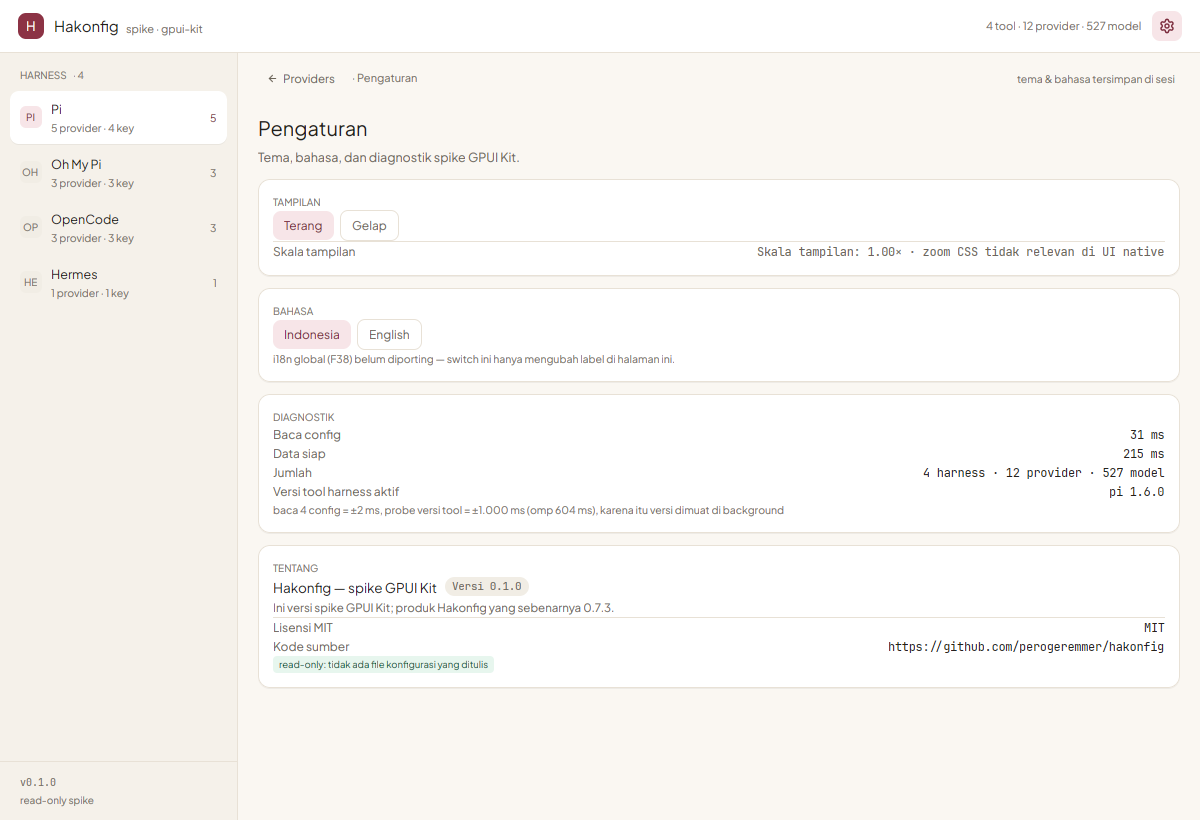 H Hakonfig spike · gpui-kit
4 tool · 12 provider · 527 model
HARNESS · 4
PI Pi 5
5 provider · 4 key
OH Oh My Pi 3
3 provider · 3 key
OP OpenCode 3
3 provider · 3 key
HE Hermes 1
1 provider · 1 key
v0.1.0
read-only spike
← Providers · Pengaturan
tema & bahasa tersimpan di sesi
Pengaturan
Tema, bahasa, dan diagnostik spike GPUI Kit.
TAMPILAN
Terang Gelap
Skala tampilan Skala tampilan: 1.00× · zoom CSS tidak relevan di UI native
BAHASA
Indonesia English
i18n global (F38) belum diporting — switch ini hanya mengubah label di halaman ini.
DIAGNOSTIK
Baca config 31 ms
Data siap 215 ms
Jumlah 4 harness · 12 provider · 527 model
Versi tool harness aktif pi 1.6.0
baca 4 config = ±2 ms, probe versi tool = ±1.000 ms (omp 604 ms), karena itu versi dimuat di background
TENTANG
Hakonfig — spike GPUI Kit Versi 0.1.0
Ini versi spike GPUI Kit; produk Hakonfig yang sebenarnya 0.7.3.
Lisensi MIT MIT
Kode sumber https://github.com/perogeremmer/hakonfig
read-only: tidak ada file konfigurasi yang ditulis